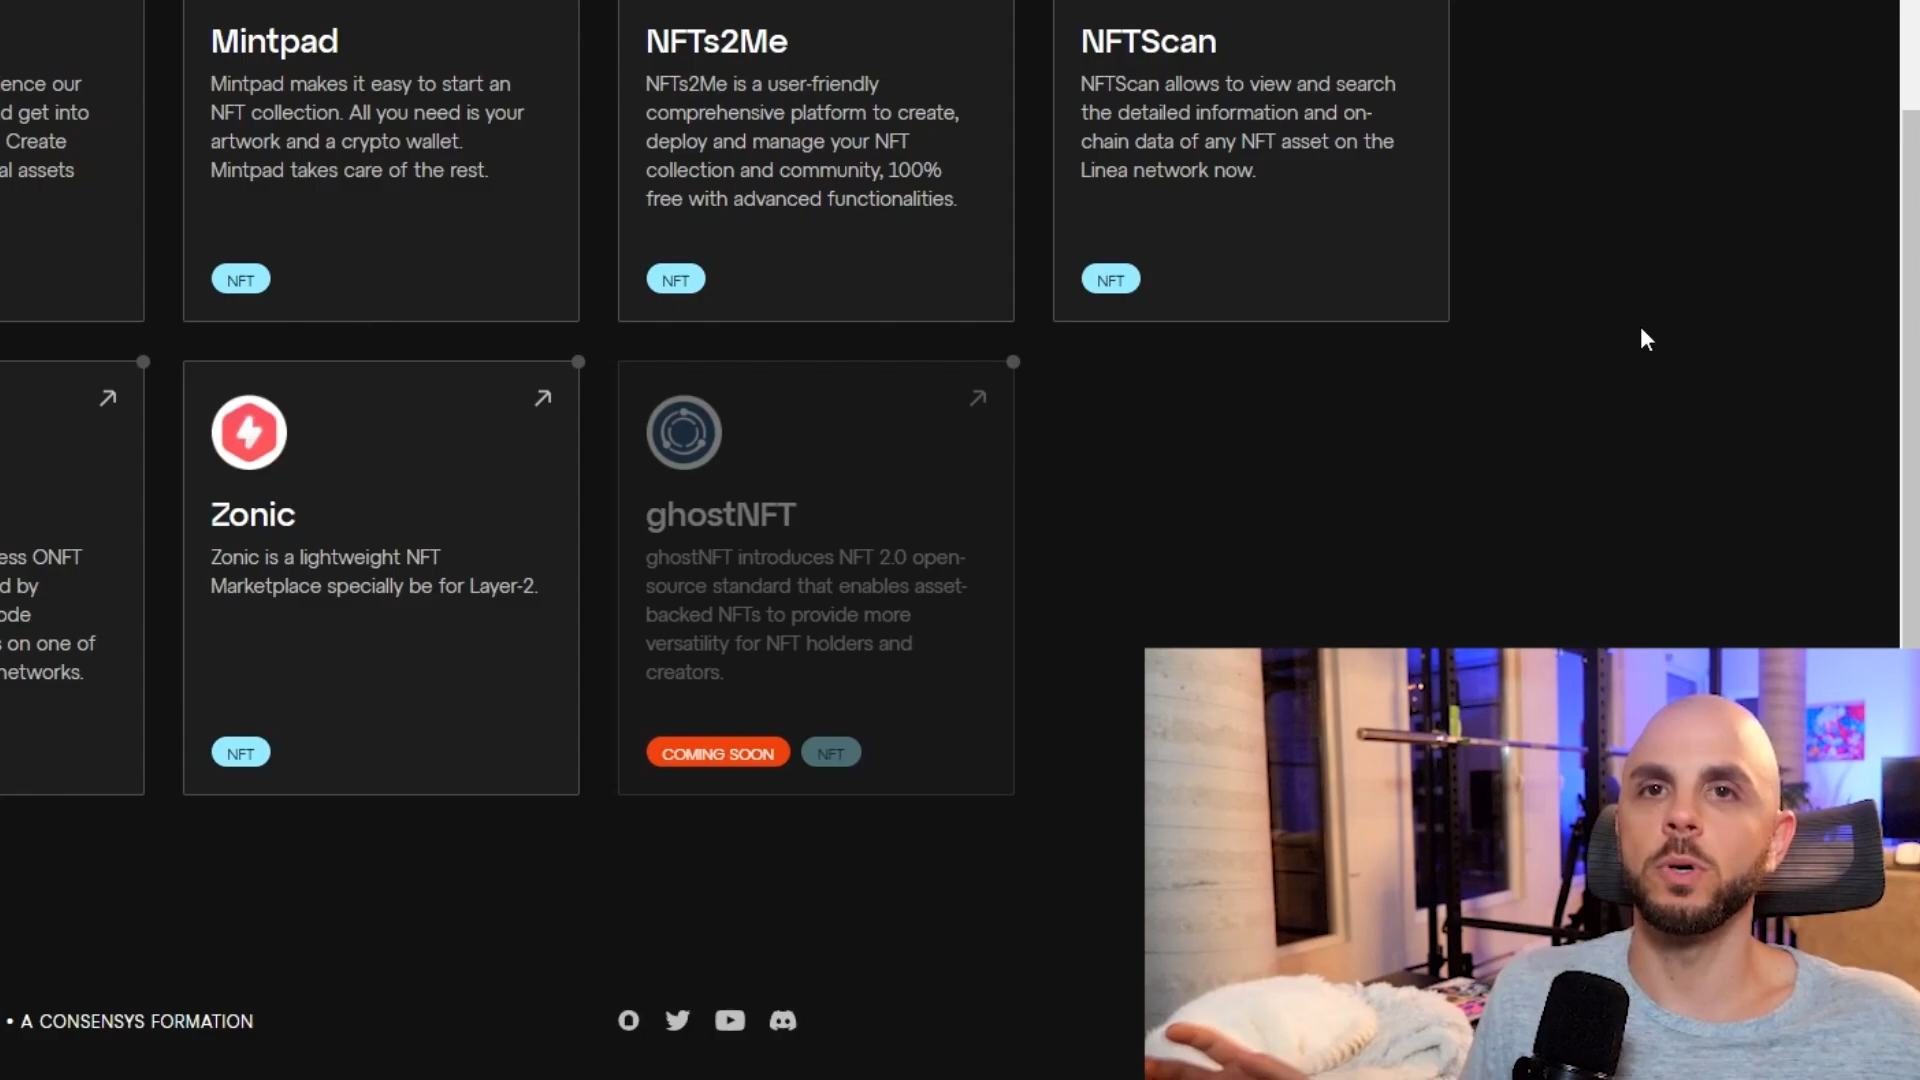 ence our
d get into
Create
al assets
Mintpad
Mintpad makes it easy to start an
NFT collection. All you need is your
artwork and a crypto wallet.
Mintpad takes care of the rest.
NFT
NFTs2Me
NFTs2Me is a user-friendly
comprehensive platform to create,
deploy and manage your NFT
collection and community, 100%
free with advanced functionalities.
NFT
NFTScan
NFTScan allows to view and search
the detailed information and on-
chain data of any NFT asset on the
Linea network now.
NFT
ess ONFT
d by
ode
s on one of
networks.
Zonic
Zonic is a lightweight NFT
Marketplace specially be for Layer-2.
NFT
ghostNFT
ghostNFT introduces NFT 2.0 open-
source standard that enables asset-
backed NFTs to provide more
versatility for NFT holders and
creators.
COMING SOON
NFT
• A CONSENSYS FORMATION